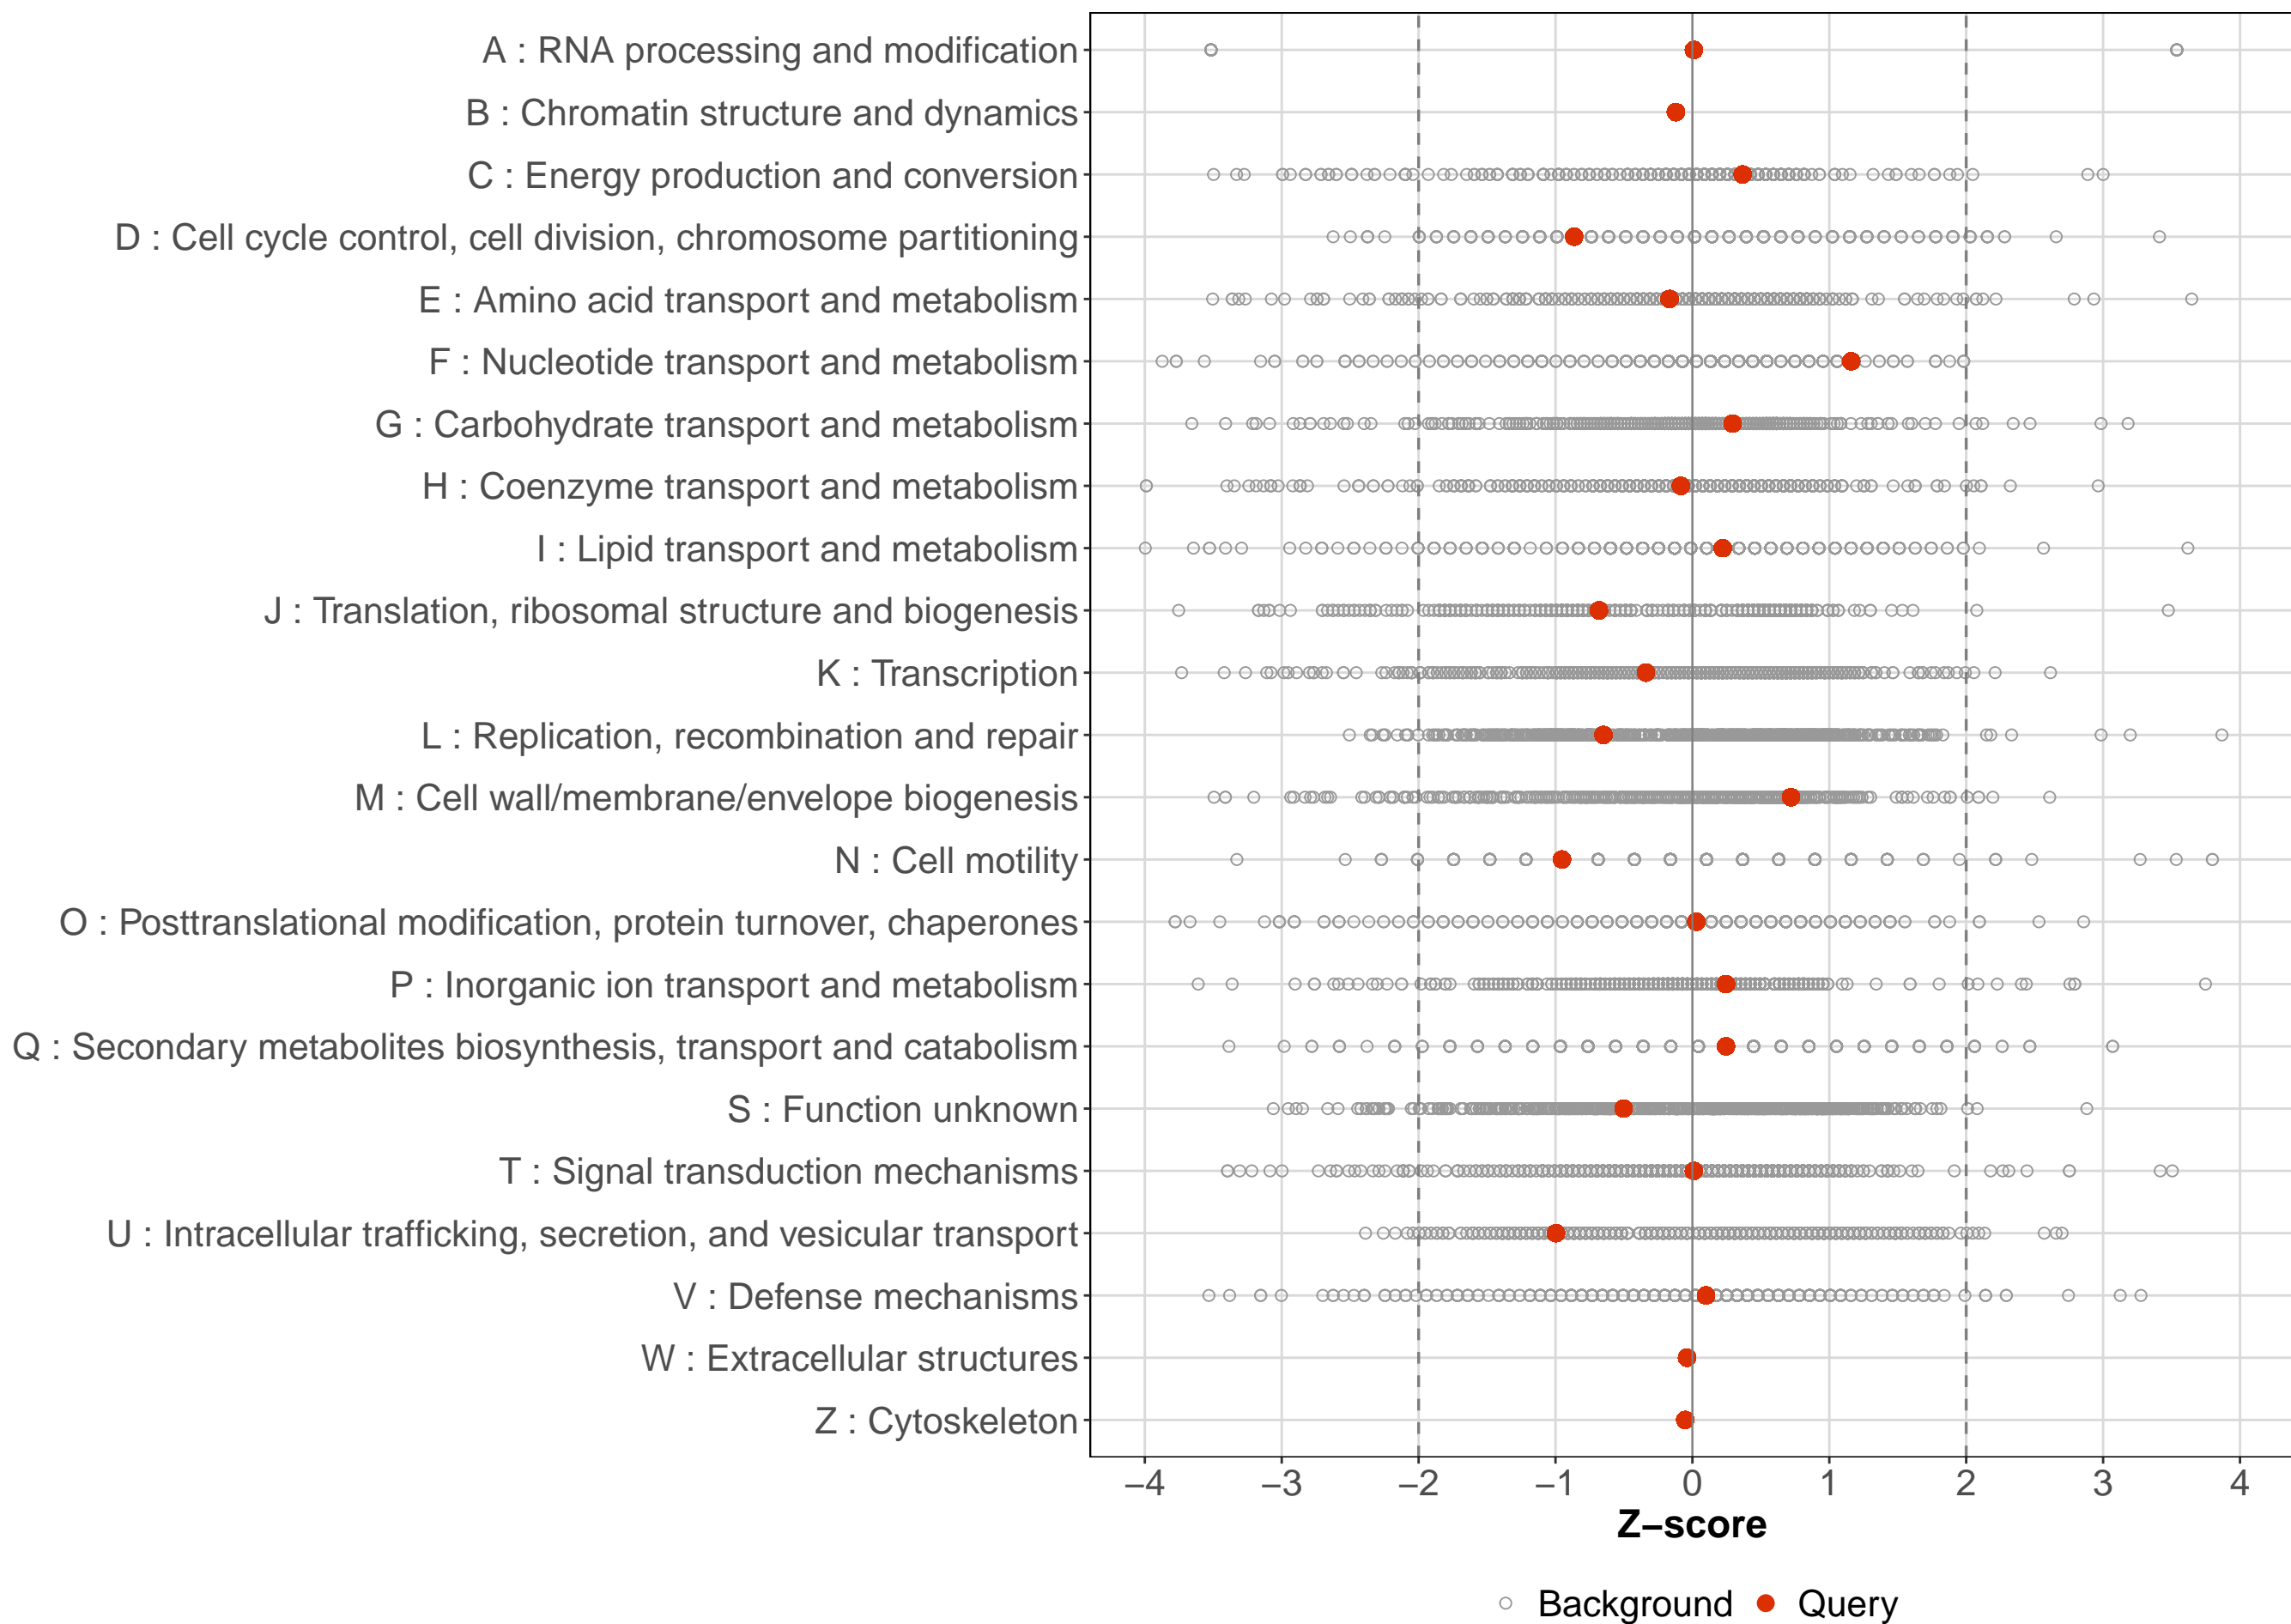 A : RNA processing and modification
B : Chromatin structure and dynamics
C : Energy production and conversion
D : Cell cycle control, cell division, chromosome partitioning
E : Amino acid transport and metabolism
F : Nucleotide transport and metabolism
G : Carbohydrate transport and metabolism
H : Coenzyme transport and metabolism
I : Lipid transport and metabolism
J : Translation, ribosomal structure and biogenesis
K : Transcription
L : Replication, recombination and repair
M : Cell wall/membrane/envelope biogenesis
N : Cell motility
O : Posttranslational modification, protein turnover, chaperones
P : Inorganic ion transport and metabolism
Q : Secondary metabolites biosynthesis, transport and catabolism
S : Function unknown
T : Signal transduction mechanisms
U : Intracellular trafficking, secretion, and vesicular transport
V : Defense mechanisms
W : Extracellular structures
Z : Cytoskeleton
−4 −3 −2 −1 0 1 2 3 4
Z−score
Background Query